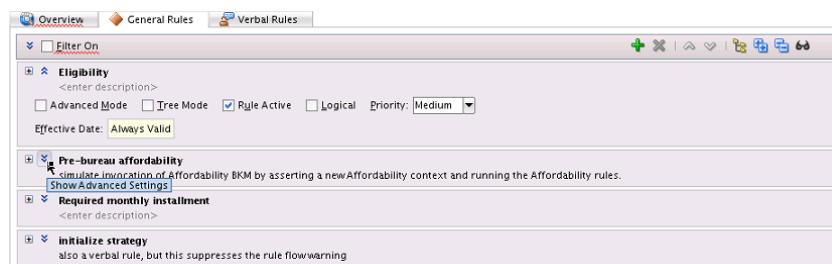 Overview General Rules Verbal Rules
Filter On
Eligibility
<enter description>
Advanced Mode Tree Mode Rule Active Logical Priority: Medium
Effective Date: Always Valid
Pre-bureau affordability
simulate invocation of Affordability BKM by asserting a new Affordability context and running the Affordability rules.
Show Advanced Settings
Required monthly installment
<enter description>
initialize strategy
also a verbal rule, but this suppresses the rule flow warning